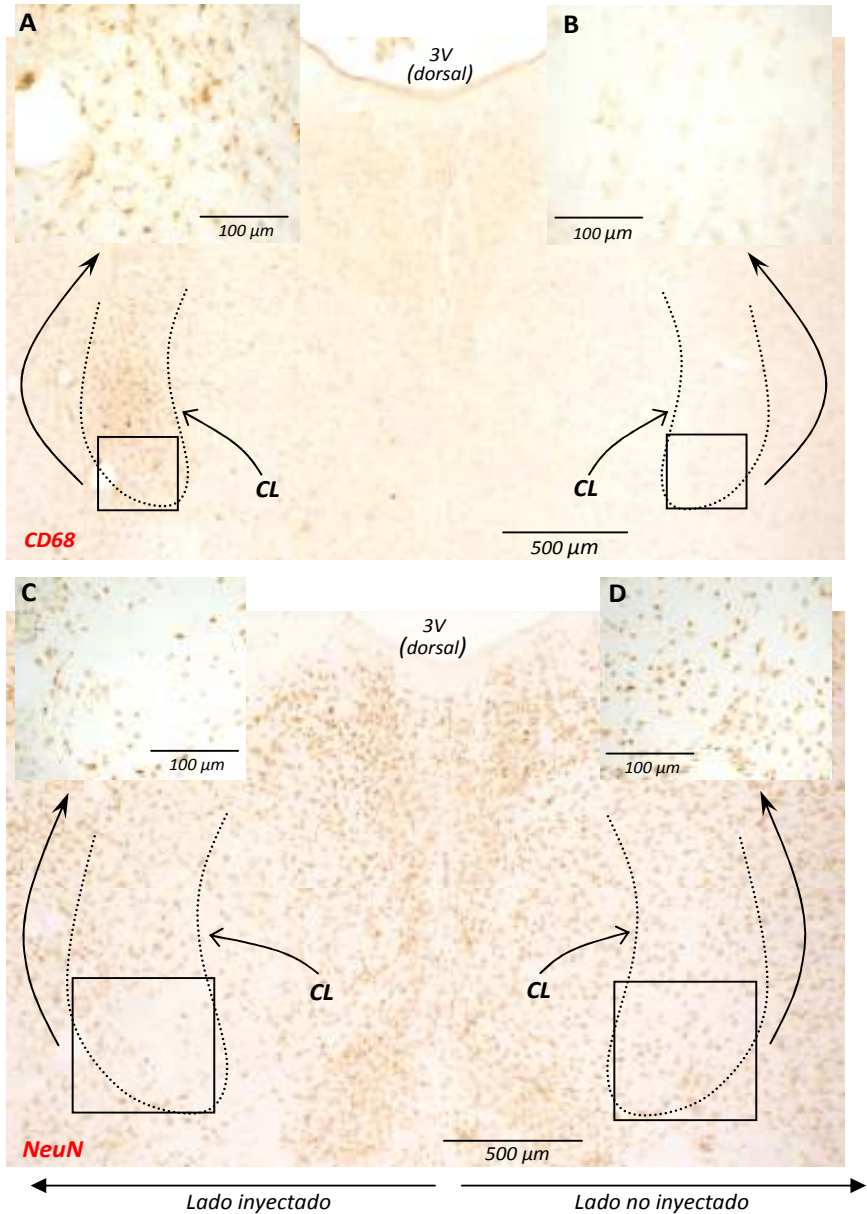 A
B
3V
(dorsal)
100 µm
100 µm
CL
CL
500 µm
CD68
C
D
3V
(dorsal)
100 µm
100 µm
CL
CL
500 µm
NeuN
Lado inyectado
Lado no inyectado